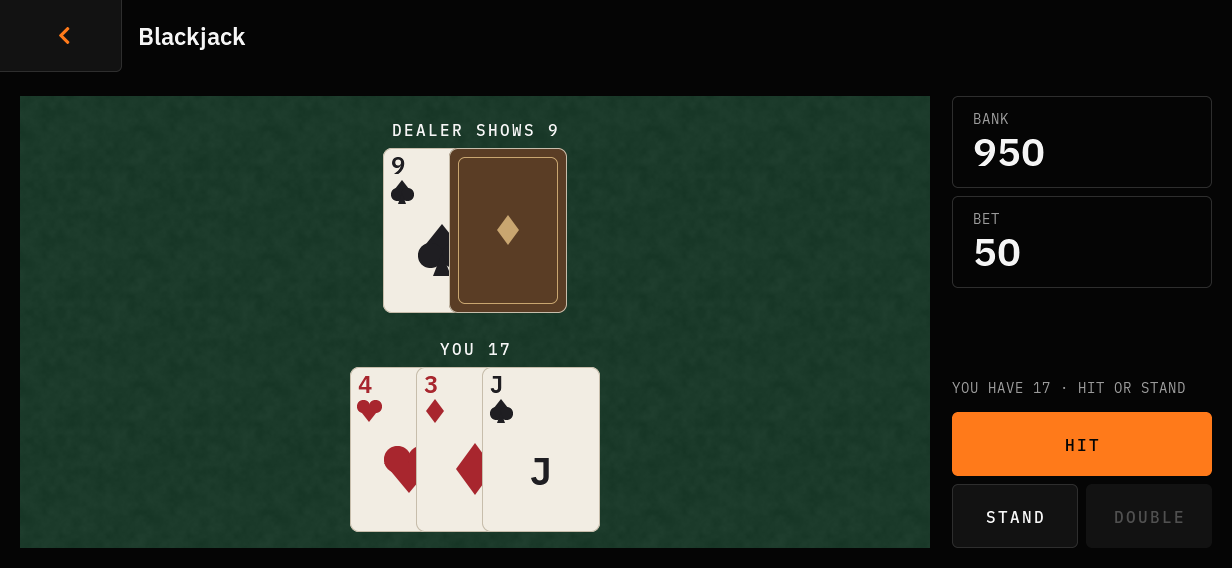 Blackjack
DEALER SHOWS 9
9
YOU 17
4
3
J
J
BANK
950
BET
50
YOU HAVE 17 · HIT OR STAND
HIT
STAND
DOUBLE